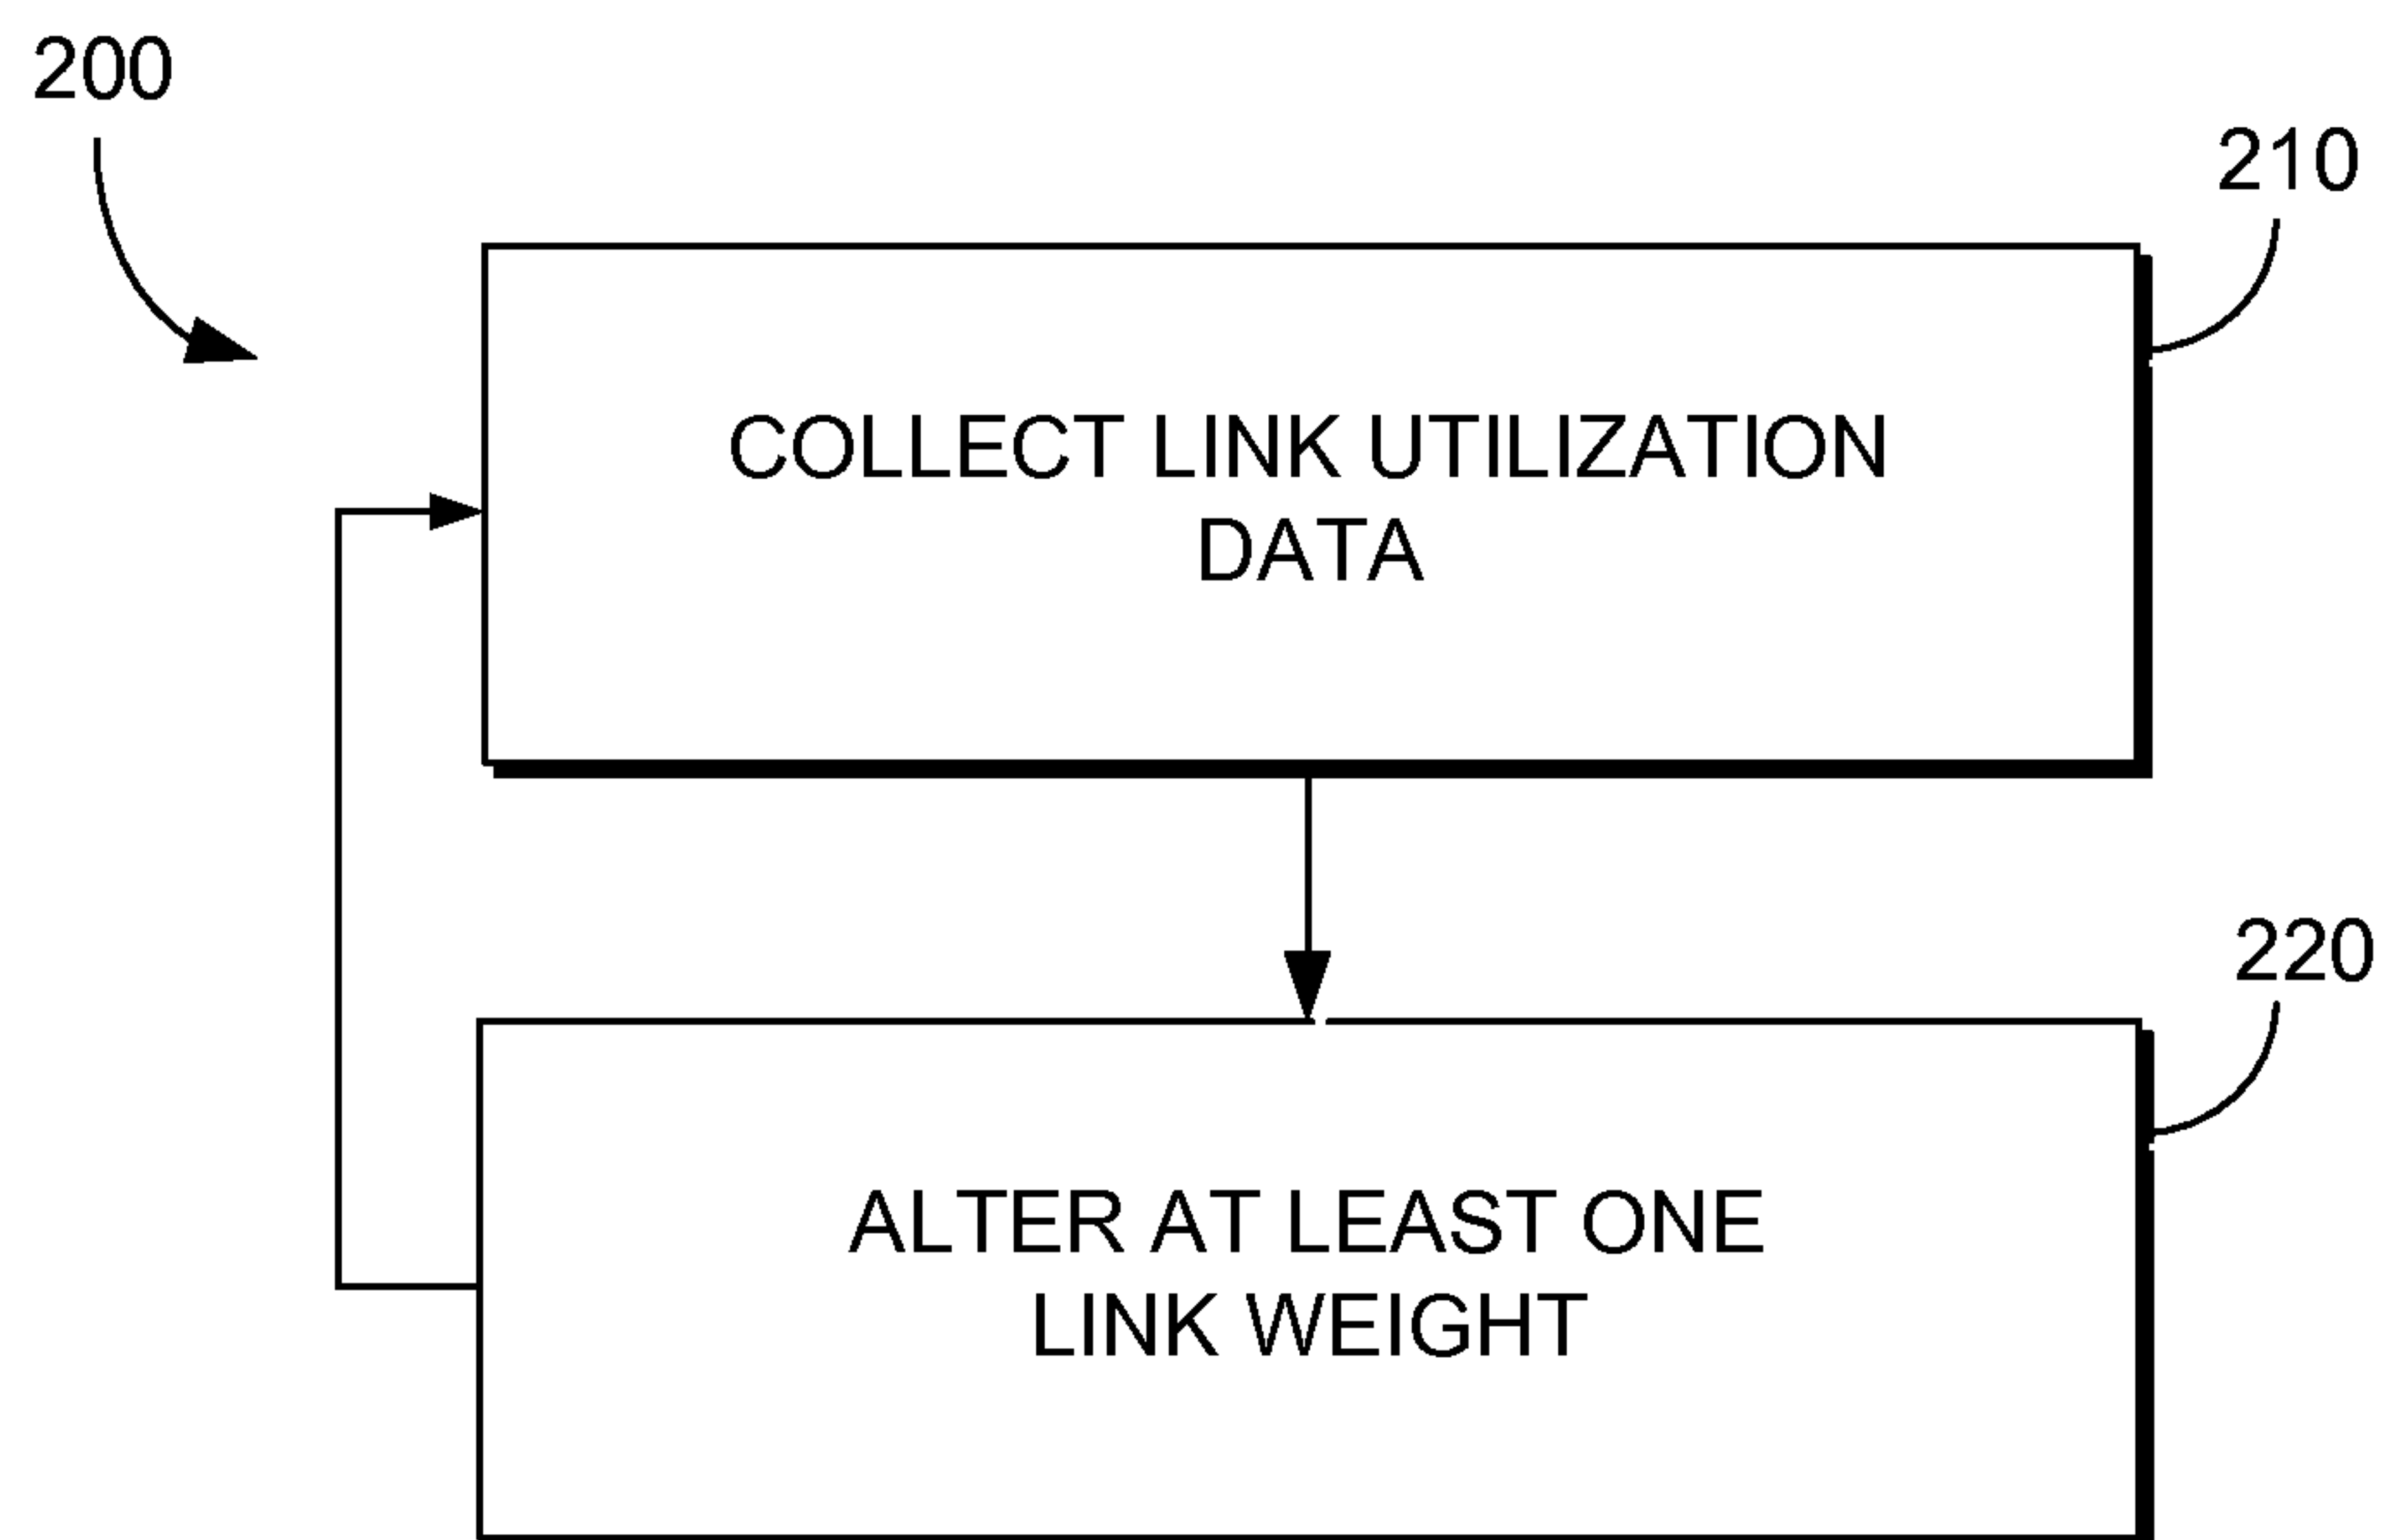 200
210
COLLECT LINK UTILIZATION
DATA
220
ALTER AT LEAST ONE
LINK WEIGHT